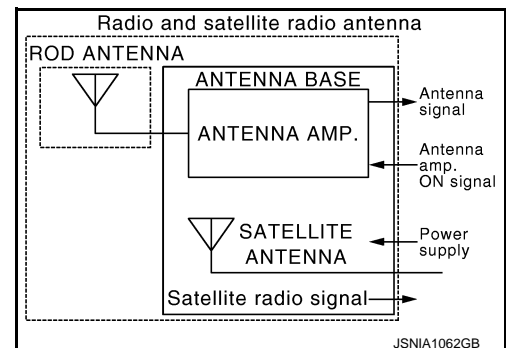 Radio and satellite radio antenna
ROD ANTENNA
ANTENNA BASE
ANTENNA AMP.
Antenna
signal
Antenna
amp.
ON signal
SATELLITE
ANTENNA
Power
supply
Satellite radio signal
JSNIA1062GB